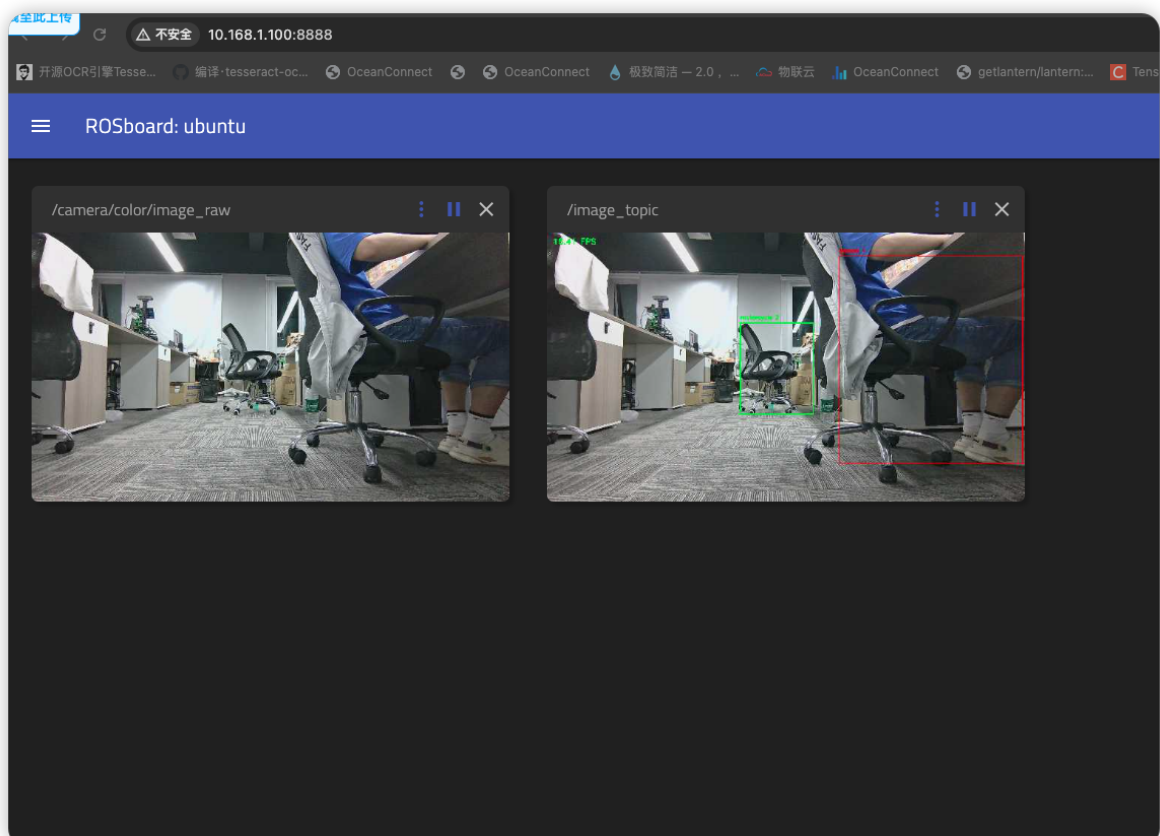 至此上传
不安全 10.168.1.100:8888
开源OCR引擎Tesse... 编译-tesseract-oc... OceanConnect OceanConnect 极致简洁 — 2.0， ... 物联云 OceanConnect getlantern/lantern:... Tens
ROSboard: ubuntu
/camera/color/image_raw /image_topic
FPS